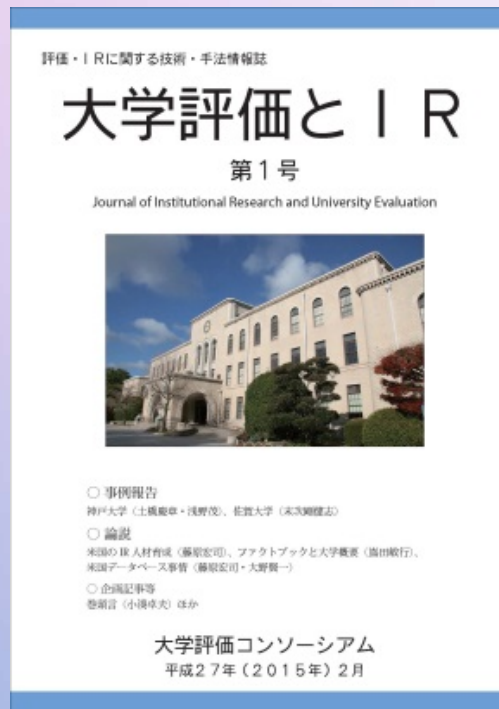 評価・IRに関する技術・手法情報誌
大学評価とIR
第1号
Journal of Institutional Research and University Evaluation
○ 事例報告
神戸大学（土橋慶章・浅野茂）、佐賀大学（末次剛健志）
○ 論説
米国の IR 人材育成（藤原宏司）、ファクトブックと大学概要（嶌田敏行）、
米国データベース事情（藤原宏司・大野賢一）
○ 企画記事等
巻頭言（小湊卓夫）ほか
大学評価コンソーシアム
平成27年（2015年）2月